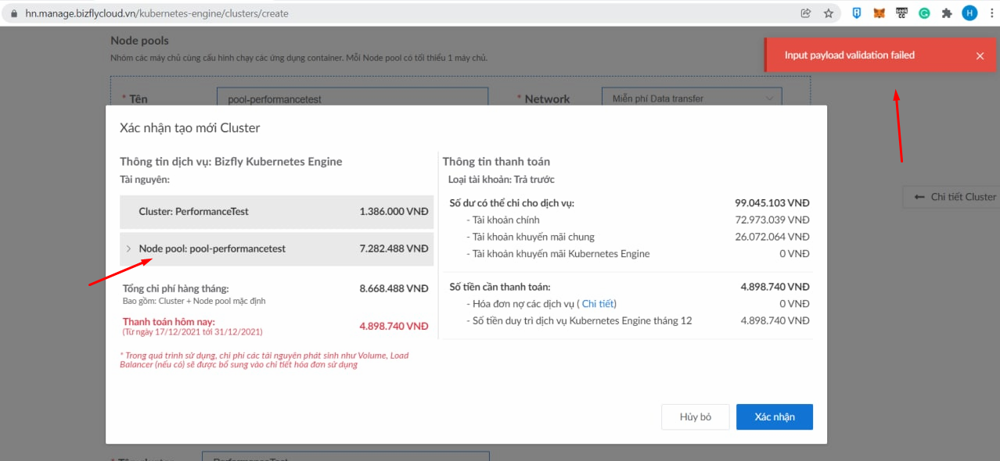 hn.manage.bizflycloud.vn/kubernetes-engine/clusters/create
Node pools
Nhóm các máy chủ cùng cấu hình chạy các ứng dụng container. Mỗi Node pool có tối thiểu 1 máy chủ.
Input payload validation failed
* Tên
pool-performancetest
* Network
Miễn phí Data transfer
Xác nhận tạo mới Cluster
Thông tin dịch vụ: Bizfly Kubernetes Engine
Tài nguyên:
Cluster: PerformanceTest 1.386.000 VNĐ
Node pool: pool-performancetest 7.282.488 VNĐ
Tổng chi phí hàng tháng: 8.668.488 VNĐ
Bao gồm: Cluster + Node pool mặc định
Thanh toán hôm nay: 4.898.740 VNĐ
(Từ ngày 17/12/2021 tới 31/12/2021)
* Trong quá trình sử dụng, chi phí các tài nguyên phát sinh như Volume, Load
Balancer (nếu có) sẽ được bổ sung vào chi tiết hóa đơn sử dụng
Thông tin thanh toán
Loại tài khoản: Trả trước
Số dư có thể chi cho dịch vụ: 99.045.103 VNĐ
- Tài khoản chính 72.973.039 VNĐ
- Tài khoản khuyến mãi chung 26.072.064 VNĐ
- Tài khoản khuyến mãi Kubernetes Engine 0 VNĐ
Số tiền cần thanh toán: 4.898.740 VNĐ
- Hóa đơn nợ các dịch vụ ( Chi tiết) 0 VNĐ
- Số tiền duy trì dịch vụ Kubernetes Engine tháng 12 4.898.740 VNĐ
Hủy bỏ
Xác nhận
Chi tiết Cluster
* Tên cluster
PerformanceTest
H